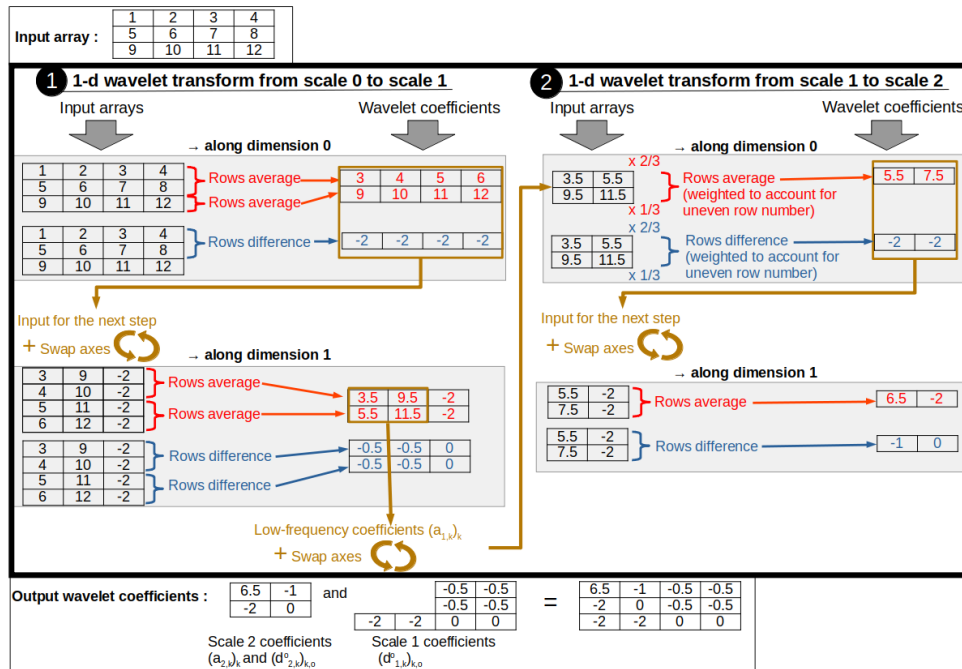 Input array :
1 2 3 4
5 6 7 8
9 10 11 12
1 1-d wavelet transform from scale 0 to scale 1
Input arrays Wavelet coefficients
→ along dimension 0
1 2 3 4
5 6 7 8
9 10 11 12
Rows average
Rows average
3 4 5 6
9 10 11 12
1 2 3 4
5 6 7 8
9 10 11 12
Rows difference
-2 -2 -2 -2
Input for the next step
+ Swap axes
→ along dimension 1
3 9 -2
4 10 -2
5 11 -2
6 12 -2
Rows average
Rows average
3.5 9.5 -2
5.5 11.5 -2
3 9 -2
4 10 -2
5 11 -2
6 12 -2
Rows difference
Rows difference
-0.5 -0.5 0
-0.5 -0.5 0
Low-frequency coefficients (a1,k)k
+ Swap axes
2 1-d wavelet transform from scale 1 to scale 2
Input arrays Wavelet coefficients
→ along dimension 0
x 2/3
3.5 5.5
9.5 11.5
x 1/3
Rows average
(weighted to account for
uneven row number)
5.5 7.5
x 2/3
3.5 5.5
9.5 11.5
x 1/3
Rows difference
(weighted to account for
uneven row number)
-2 -2
Input for the next step
+ Swap axes
→ along dimension 1
5.5 -2
7.5 -2
Rows average
6.5 -2
5.5 -2
7.5 -2
Rows difference
-1 0
Output wavelet coefficients :
6.5 -1
-2 0
and
-0.5 -0.5
-0.5 -0.5
-2 -2 0 0
=
6.5 -1 -0.5 -0.5
-2 0 -0.5 -0.5
-2 -2 0 0
Scale 2 coefficients
(a2,k)k and (do2,k)k,o
Scale 1 coefficients
(do1,k)k,o